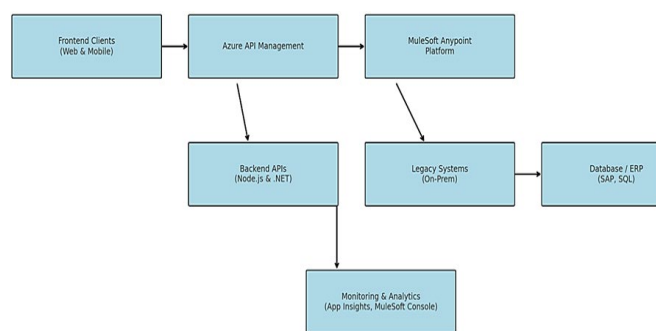 Frontend Clients
(Web & Mobile)
Azure API Management
MuleSoft Anypoint
Platform
Backend APIs
(Node.js & .NET)
Legacy Systems
(On-Prem)
Database / ERP
(SAP, SQL)
Monitoring & Analytics
(App Insights, MuleSoft Console)